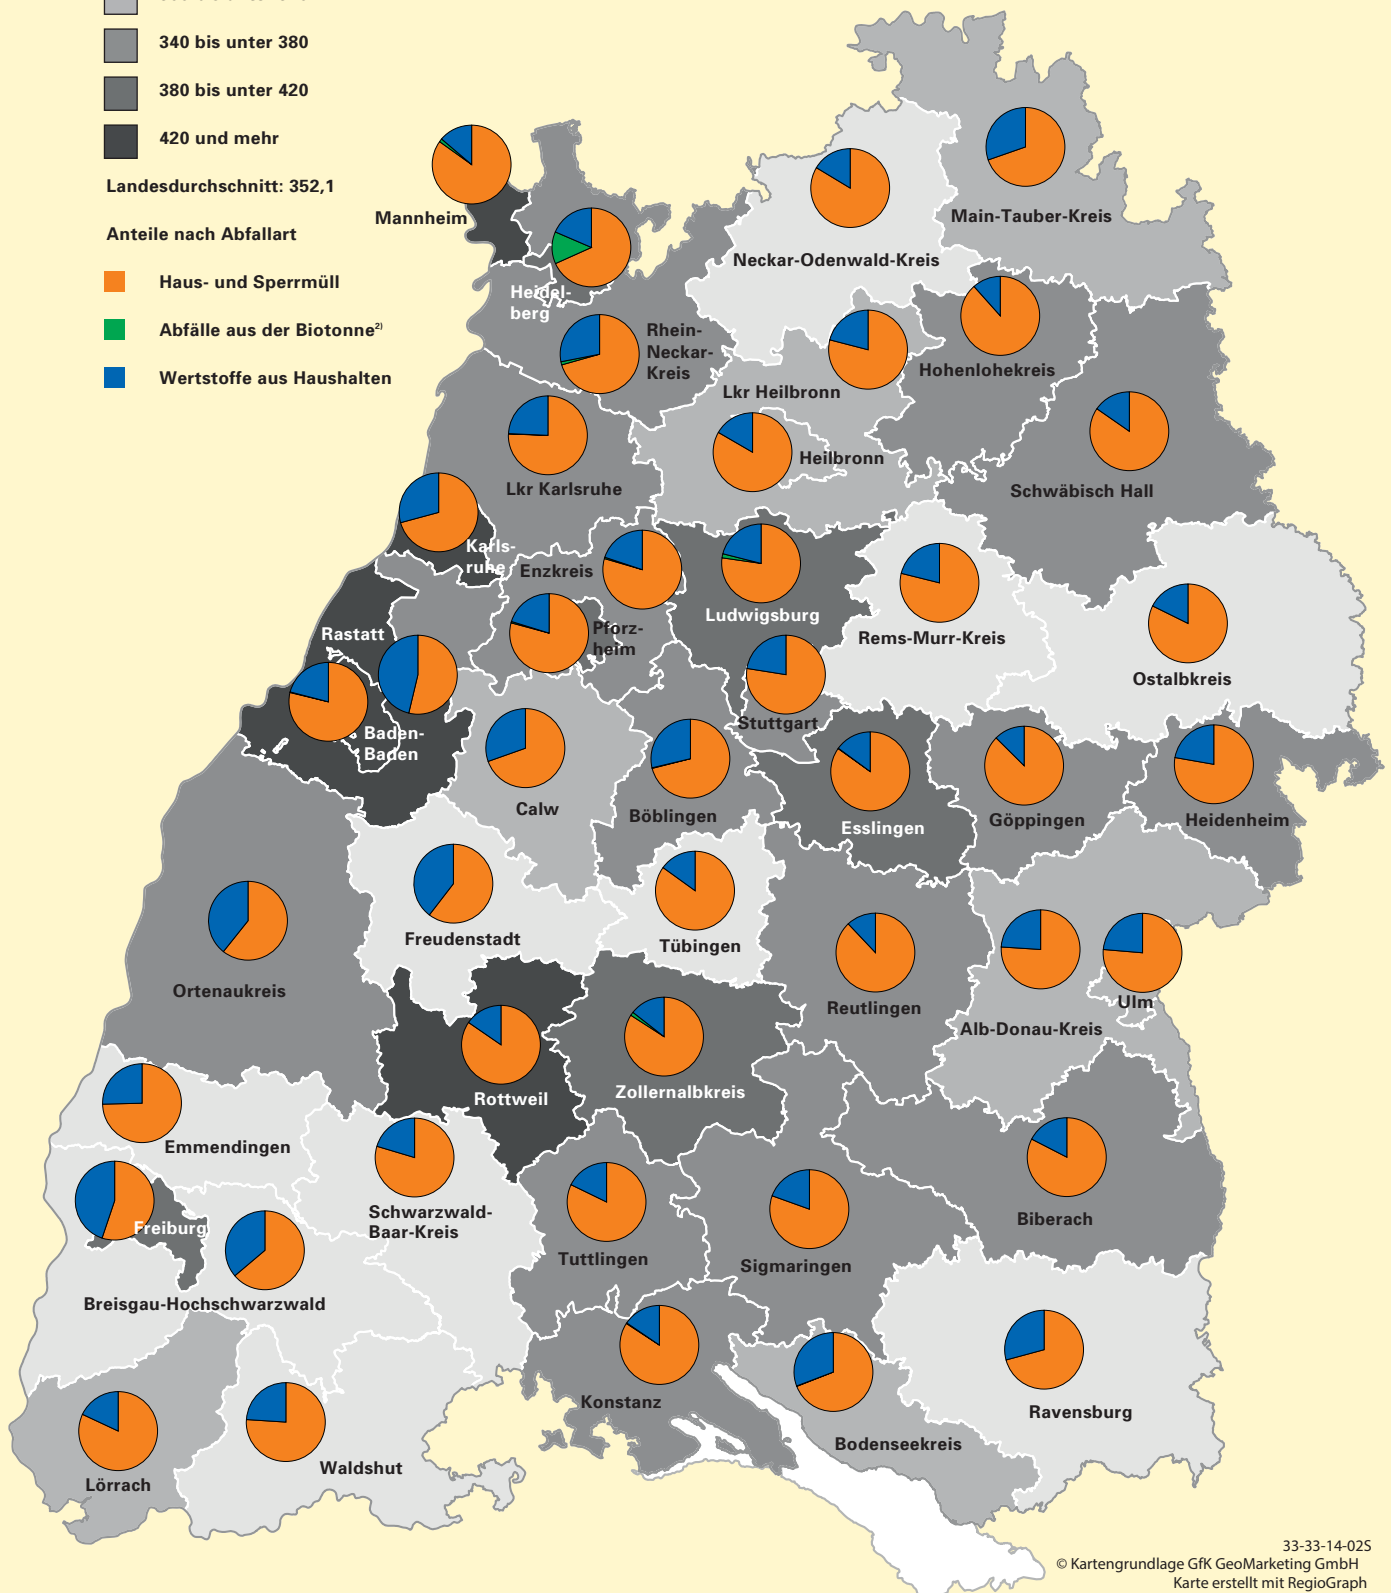 340 bis unter 380
380 bis unter 420
420 und mehr
Landesdurchschnitt: 352,1
Anteile nach Abfallart
Haus- und Sperrmüll
Abfälle aus der Biotonne²⁾
Wertstoffe aus Haushalten
Mannheim
Main-Tauber-Kreis
Neckar-Odenwald-Kreis
Heidel-
berg
Rhein-
Neckar-
Kreis
Hohenlohekreis
Lkr Heilbronn
Heilbronn
Lkr Karlsruhe
Schwäbisch Hall
Karls-
ruhe
Enzkreis
Ludwigsburg
Pforz-
heim
Rastatt
Rems-Murr-Kreis
Ostalbkreis
Stuttgart
Baden-
Baden
Calw
Böblingen
Esslingen
Göppingen
Heidenheim
Freudenstadt
Tübingen
Ortenaukreis
Reutlingen
Ulm
Alb-Donau-Kreis
Rottweil
Zollernalbkreis
Emmendingen
Schwarzwald-
Baar-Kreis
Freiburg
Biberach
Tuttlingen
Sigmaringen
Breisgau-Hochschwarzwald
Konstanz
Ravensburg
Bodenseekreis
Waldshut
Lörrach
33-33-14-02S
© Kartengrundlage GfK GeoMarketing GmbH
Karte erstellt mit RegioGraph